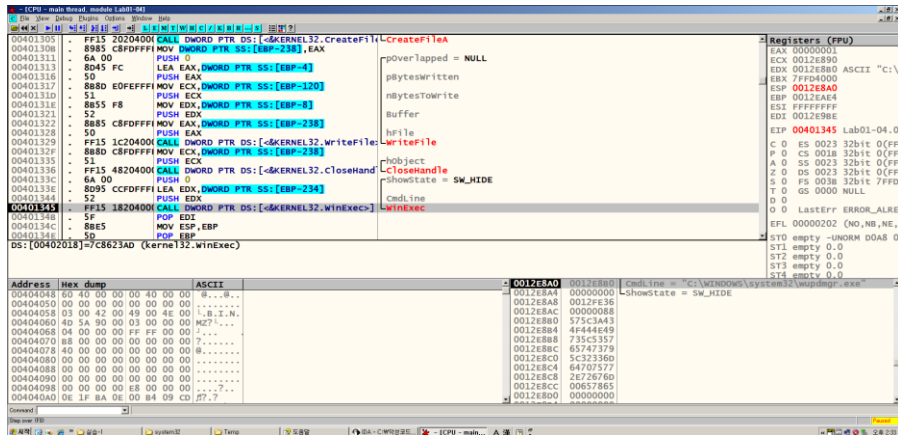 - [CPU - main thread, module Lab01-04]
File View Debug Plugins Options Window Help
00401305 . FF15 20204000 CALL DWORD PTR DS:[<&KERNEL32.CreateFil CreateFileA
0040130B . 8985 C8FDFFFF MOV DWORD PTR SS:[EBP-238],EAX
00401311 . 6A 00 PUSH 0 pOverlapped = NULL
00401313 . 8D45 FC LEA EAX,DWORD PTR SS:[EBP-4]
00401316 . 50 PUSH EAX pBytesWritten
00401317 . 8B8D E0FEFFFF MOV ECX,DWORD PTR SS:[EBP-120]
0040131D . 51 PUSH ECX nBytesToWrite
0040131E . 8B55 F8 MOV EDX,DWORD PTR SS:[EBP-8]
00401321 . 52 PUSH EDX Buffer
00401322 . 8B85 C8FDFFFF MOV EAX,DWORD PTR SS:[EBP-238]
00401328 . 50 PUSH EAX hFile
00401329 . FF15 1C204000 CALL DWORD PTR DS:[<&KERNEL32.WriteFile: WriteFile
0040132F . 8B8D C8FDFFFF MOV ECX,DWORD PTR SS:[EBP-238]
00401335 . 51 PUSH ECX hObject
00401336 . FF15 48204000 CALL DWORD PTR DS:[<&KERNEL32.CloseHand CloseHandle
0040133C . 6A 00 PUSH 0 ShowState = SW_HIDE
0040133E . 8D95 CCFDFFFF LEA EDX,DWORD PTR SS:[EBP-234]
00401344 . 52 PUSH EDX CmdLine
00401345 . FF15 18204000 CALL DWORD PTR DS:[<&KERNEL32.WinExec>] WinExec
0040134B . 5F POP EDI
0040134C . 8BE5 MOV ESP,EBP
0040134E . 5D POP EBP
DS:[00402018]=7C8623AD (kernel32.WinExec)
Registers (FPU)
EAX 00000001
ECX 0012E890
EDX 0012E8B0 ASCII "C:\
EBX 7FFD4000
ESP 0012E8A0
EBP 0012EAE4
ESI FFFFFFFF
EDI 0012E9BE
EIP 00401345 Lab01-04.0
C 0 ES 0023 32bit 0(FF
P 0 CS 001B 32bit 0(FF
A 0 SS 0023 32bit 0(FF
Z 0 DS 0023 32bit 0(FF
S 0 FS 003B 32bit 7FFD
T 0 GS 0000 NULL
D 0
O 0 LastErr ERROR_ALRE
EFL 00000202 (NO,NB,NE,
ST0 empty -UNORM D0A8 0
ST1 empty 0.0
ST2 empty 0.0
ST3 empty 0.0
Address Hex dump ASCII
00404048 60 40 00 00 00 40 00 00 @...@..
00404050 00 00 00 00 00 00 00 00 ........
00404058 03 00 42 00 49 00 4E 00 .B.I.N.
00404060 4D 5A 90 00 03 00 00 00 MZ?...
00404068 04 00 00 00 FF FF 00 00
00404070 B8 00 00 00 00 00 00 00 ?.......
00404078 40 00 00 00 00 00 00 00 @.......
00404080 00 00 00 00 00 00 00 00 ........
00404088 00 00 00 00 00 00 00 00 ........
00404090 00 00 00 00 00 00 00 00 ........
00404098 00 00 00 00 E8 00 00 00 ....?..
004040A0 0E 1F BA 0E 00 B4 09 CD
0012E8A0 0012E8B0 CmdLine = "C:\WINDOWS\system32\wupdmgr.exe"
0012E8A4 00000000 ShowState = SW_HIDE
0012E8A8 0012FE36
0012E8AC 00000088
0012E8B0 575C3A43
0012E8B4 4F444E49
0012E8B8 735C5357
0012E8BC 65747379
0012E8C0 5C32336D
0012E8C4 64707577
0012E8C8 2E72676D
0012E8CC 00657865
0012E8D0 00000000
Command
Step over (F8)
Paused
시작
실습-1
system32
Temp
도움말
[CPU - main...